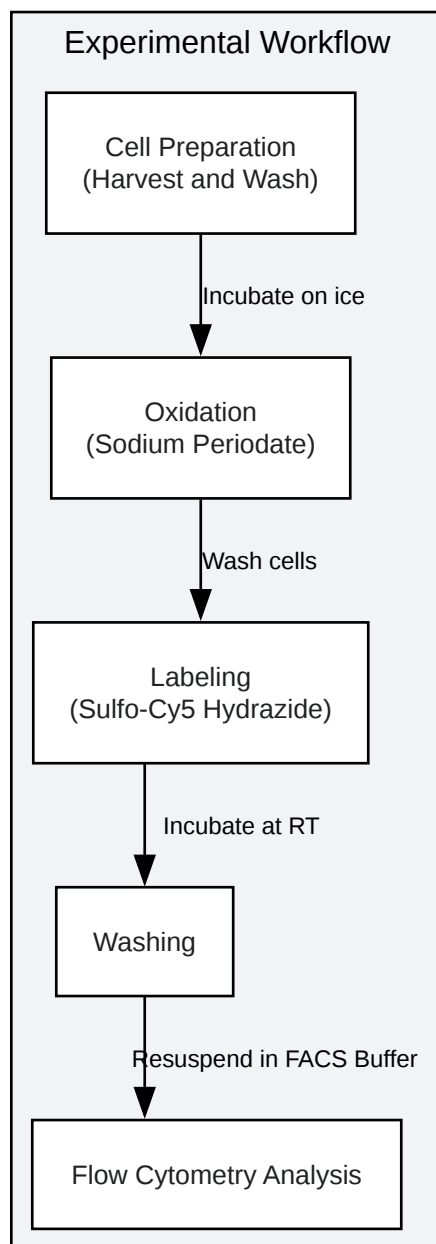 Experimental Workflow
Cell Preparation
(Harvest and Wash)
Incubate on ice
Oxidation
(Sodium Periodate)
Wash cells
Labeling
(Sulfo-Cy5 Hydrazide)
Incubate at RT
Washing
Resuspend in FACS Buffer
Flow Cytometry Analysis